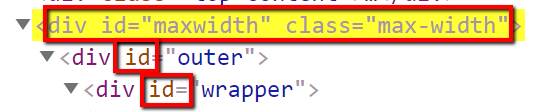 ▼<div id="maxwidth" class="max-width">
▼<div id="outer">
▼<div id="wrapper">